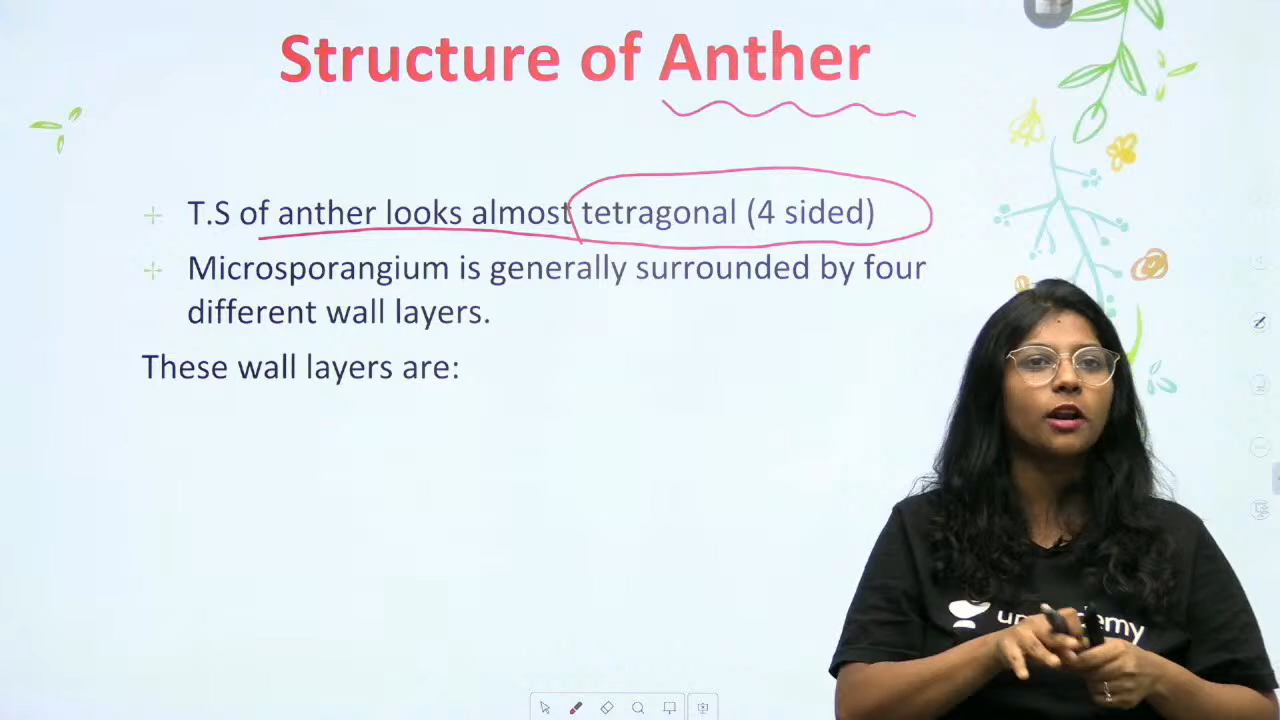 Structure of Anther
T.S of anther looks almost tetragonal (4 sided)
Microsporangium is generally surrounded by four
different wall layers.
These wall layers are: